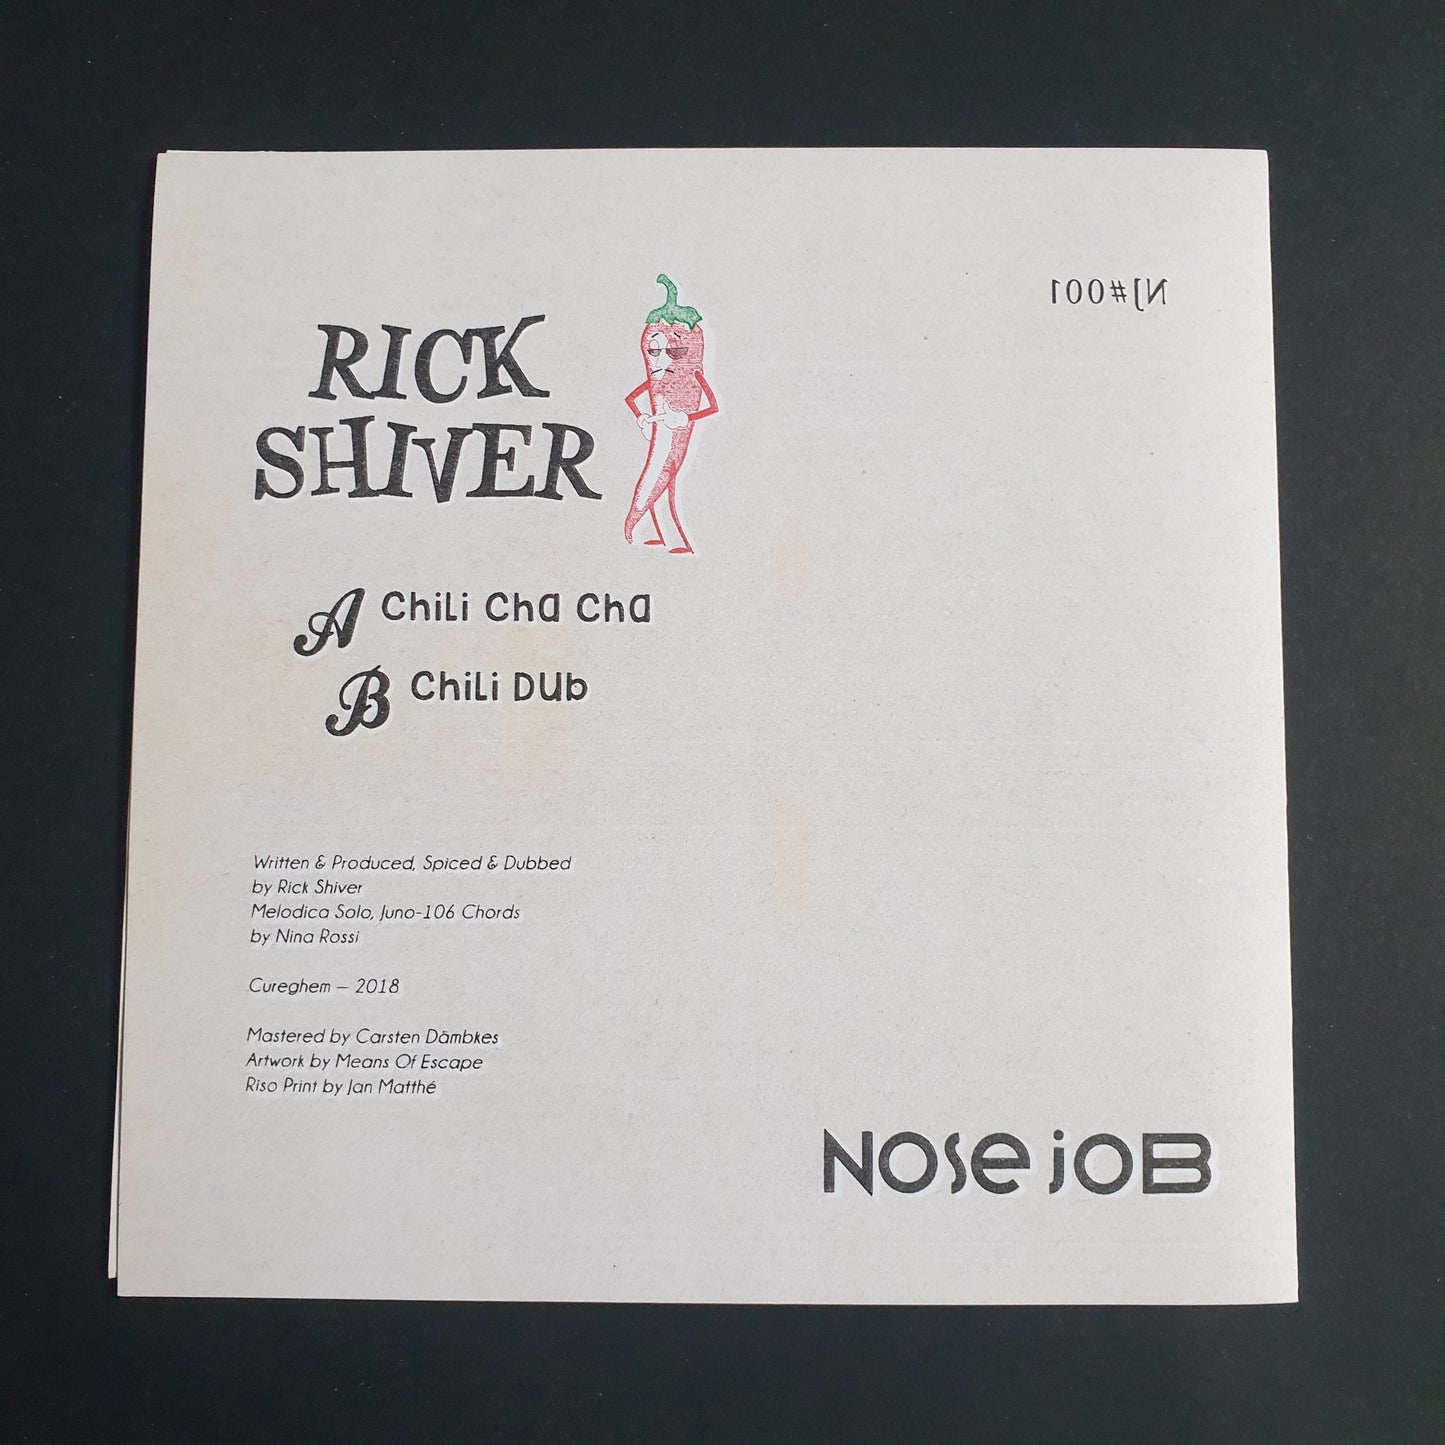 NJ#001
RICK
SHIVER
A Chili Cha Cha
B Chili Dub
Written & Produced, Spiced & Dubbed
by Rick Shiver
Melodica Solo, Juno-106 Chords
by Nina Rossi
Cureghem – 2018
Mastered by Carsten Dämbkes
Artwork by Means Of Escape
Riso Print by Jan Matthé
NOSE JOB